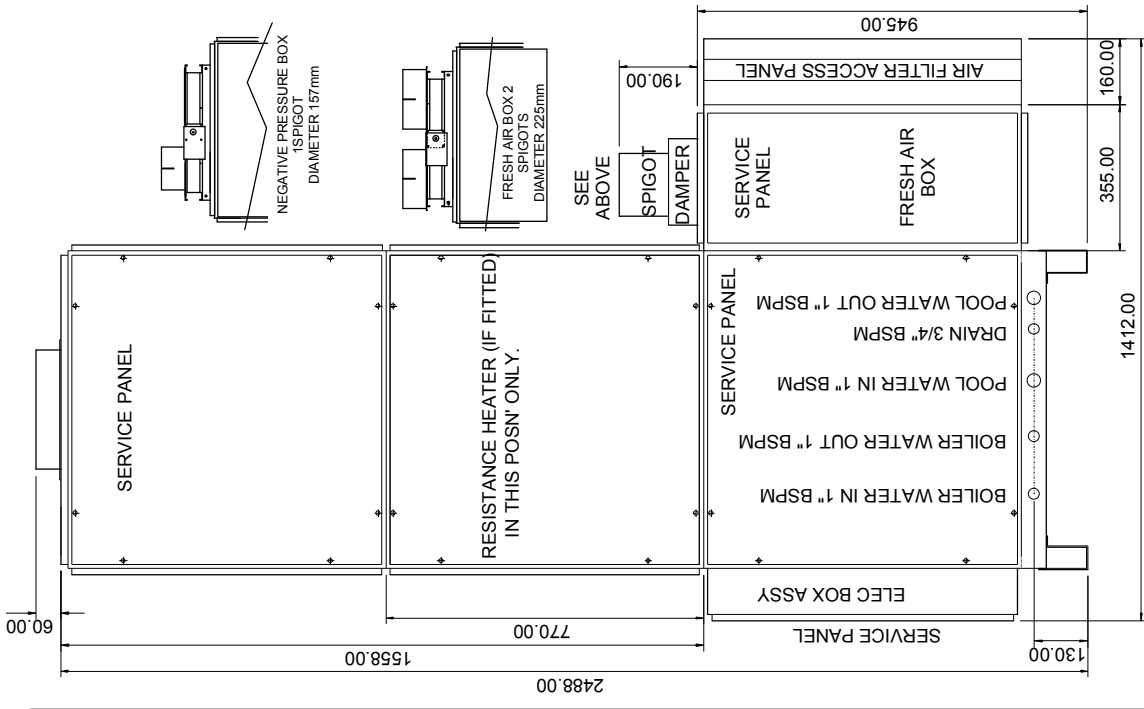 NEGATIVE PRESSURE BOX
1SPIGOT
DIAMETER 157mm
FRESH AIR BOX 2
SPIGOTS
DIAMETER 225mm
SEE
ABOVE
SPIGOT
DAMPER
190.00
945.00
AIR FILTER ACCESS PANEL
160.00
SERVICE
PANEL
FRESH AIR
BOX
355.00
1412.00
SERVICE PANEL
RESISTANCE HEATER (IF FITTED)
IN THIS POSN' ONLY.
SERVICE PANEL
POOL WATER OUT 1" BSPM
DRAIN 3/4" BSPM
POOL WATER IN 1" BSPM
BOILER WATER OUT 1" BSPM
BOILER WATER IN 1" BSPM
ELEC BOX ASSY
SERVICE PANEL
60.00
770.00
1558.00
2488.00
130.00